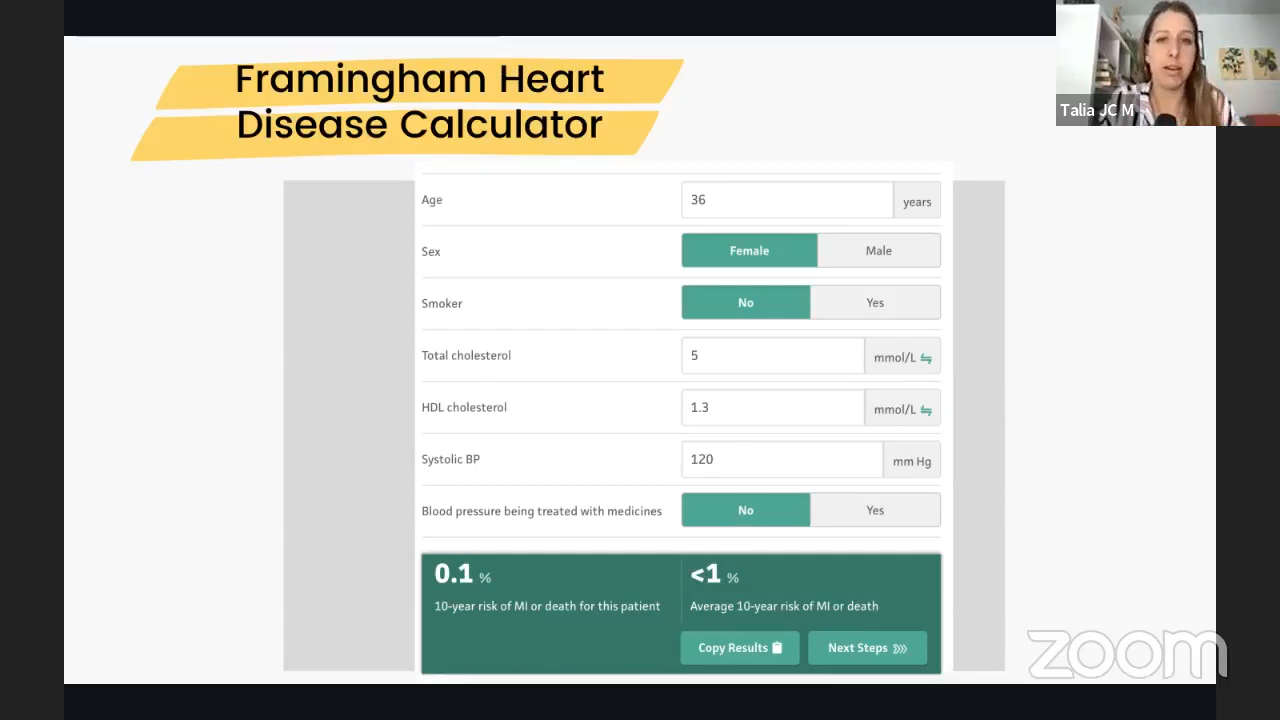 Framingham Heart
Disease Calculator
Talia JC M
Age
36
years
Sex
Female
Male
Smoker
No
Yes
Total cholesterol
5
mmol/L
HDL cholesterol
1.3
mmol/L
Systolic BP
120
mm Hg
Blood pressure being treated with medicines
No
Yes
0.1 %
10-year risk of MI or death for this patient
<1 %
Average 10-year risk of MI or death
Copy Results
Next Steps
zoom